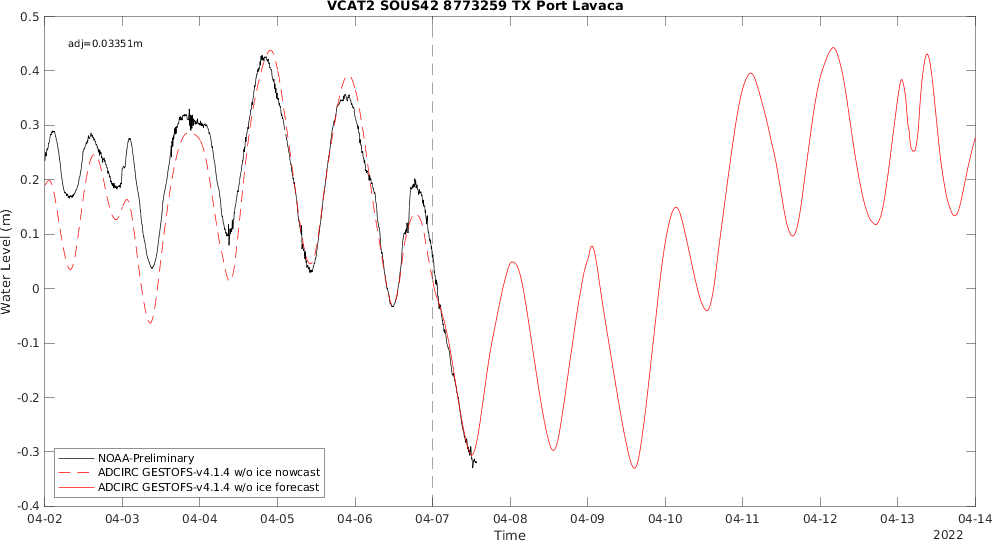 VCAT2 SOUS42 8773259 TX Port Lavaca
adj=0.03351m
0.5
0.4
0.3
0.2
0.1
0
-0.1
-0.2
-0.3
-0.4
Water Level (m)
NOAA-Preliminary
ADCIRC GESTOFS-v4.1.4 w/o ice nowcast
ADCIRC GESTOFS-v4.1.4 w/o ice forecast
04-02 04-03 04-04 04-05 04-06 04-07 04-08 04-09 04-10 04-11 04-12 04-13 04-14
Time
2022